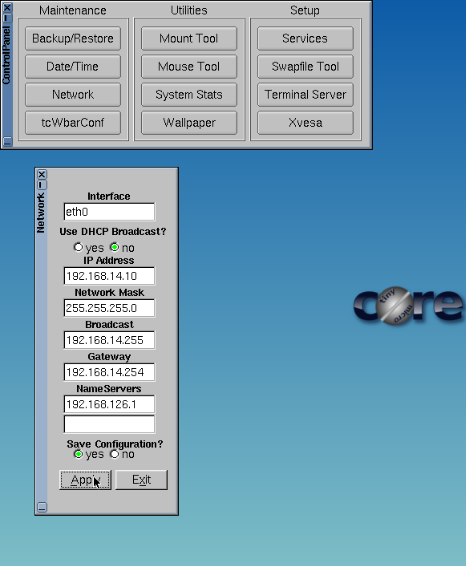 ControlPanel
Maintenance
Utilities
Setup
Backup/Restore
Mount Tool
Services
Date/Time
Mouse Tool
Swapfile Tool
Network
System Stats
Terminal Server
tcWbarConf
Wallpaper
Xvesa
Network
Interface
eth0
Use DHCP Broadcast?
yes no
IP Address
192.168.14.10
Network Mask
255.255.255.0
Broadcast
192.168.14.255
Gateway
192.168.14.254
NameServers
192.168.126.1
Save Configuration?
yes no
Apply Exit
core
tiny
micro